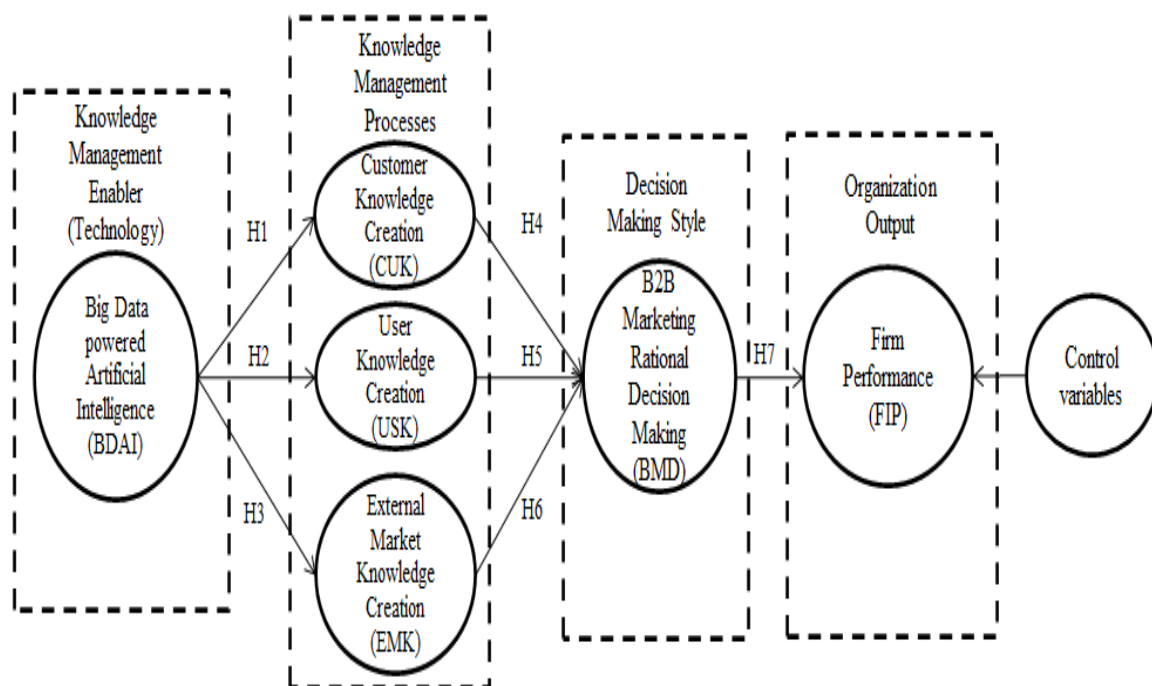 Knowledge
Management
Enabler
(Technology)
Big Data
powered
Artificial
Intelligence
(BDAI)
H1
H2
H3
Knowledge
Management
Processes
Customer
Knowledge
Creation
(CUK)
User
Knowledge
Creation
(USK)
External
Market
Knowledge
Creation
(EMK)
H4
H5
H6
Decision
Making Style
B2B
Marketing
Rational
Decision
Making
(BMD)
H7
Organization
Output
Firm
Performance
(FIP)
Control
variables